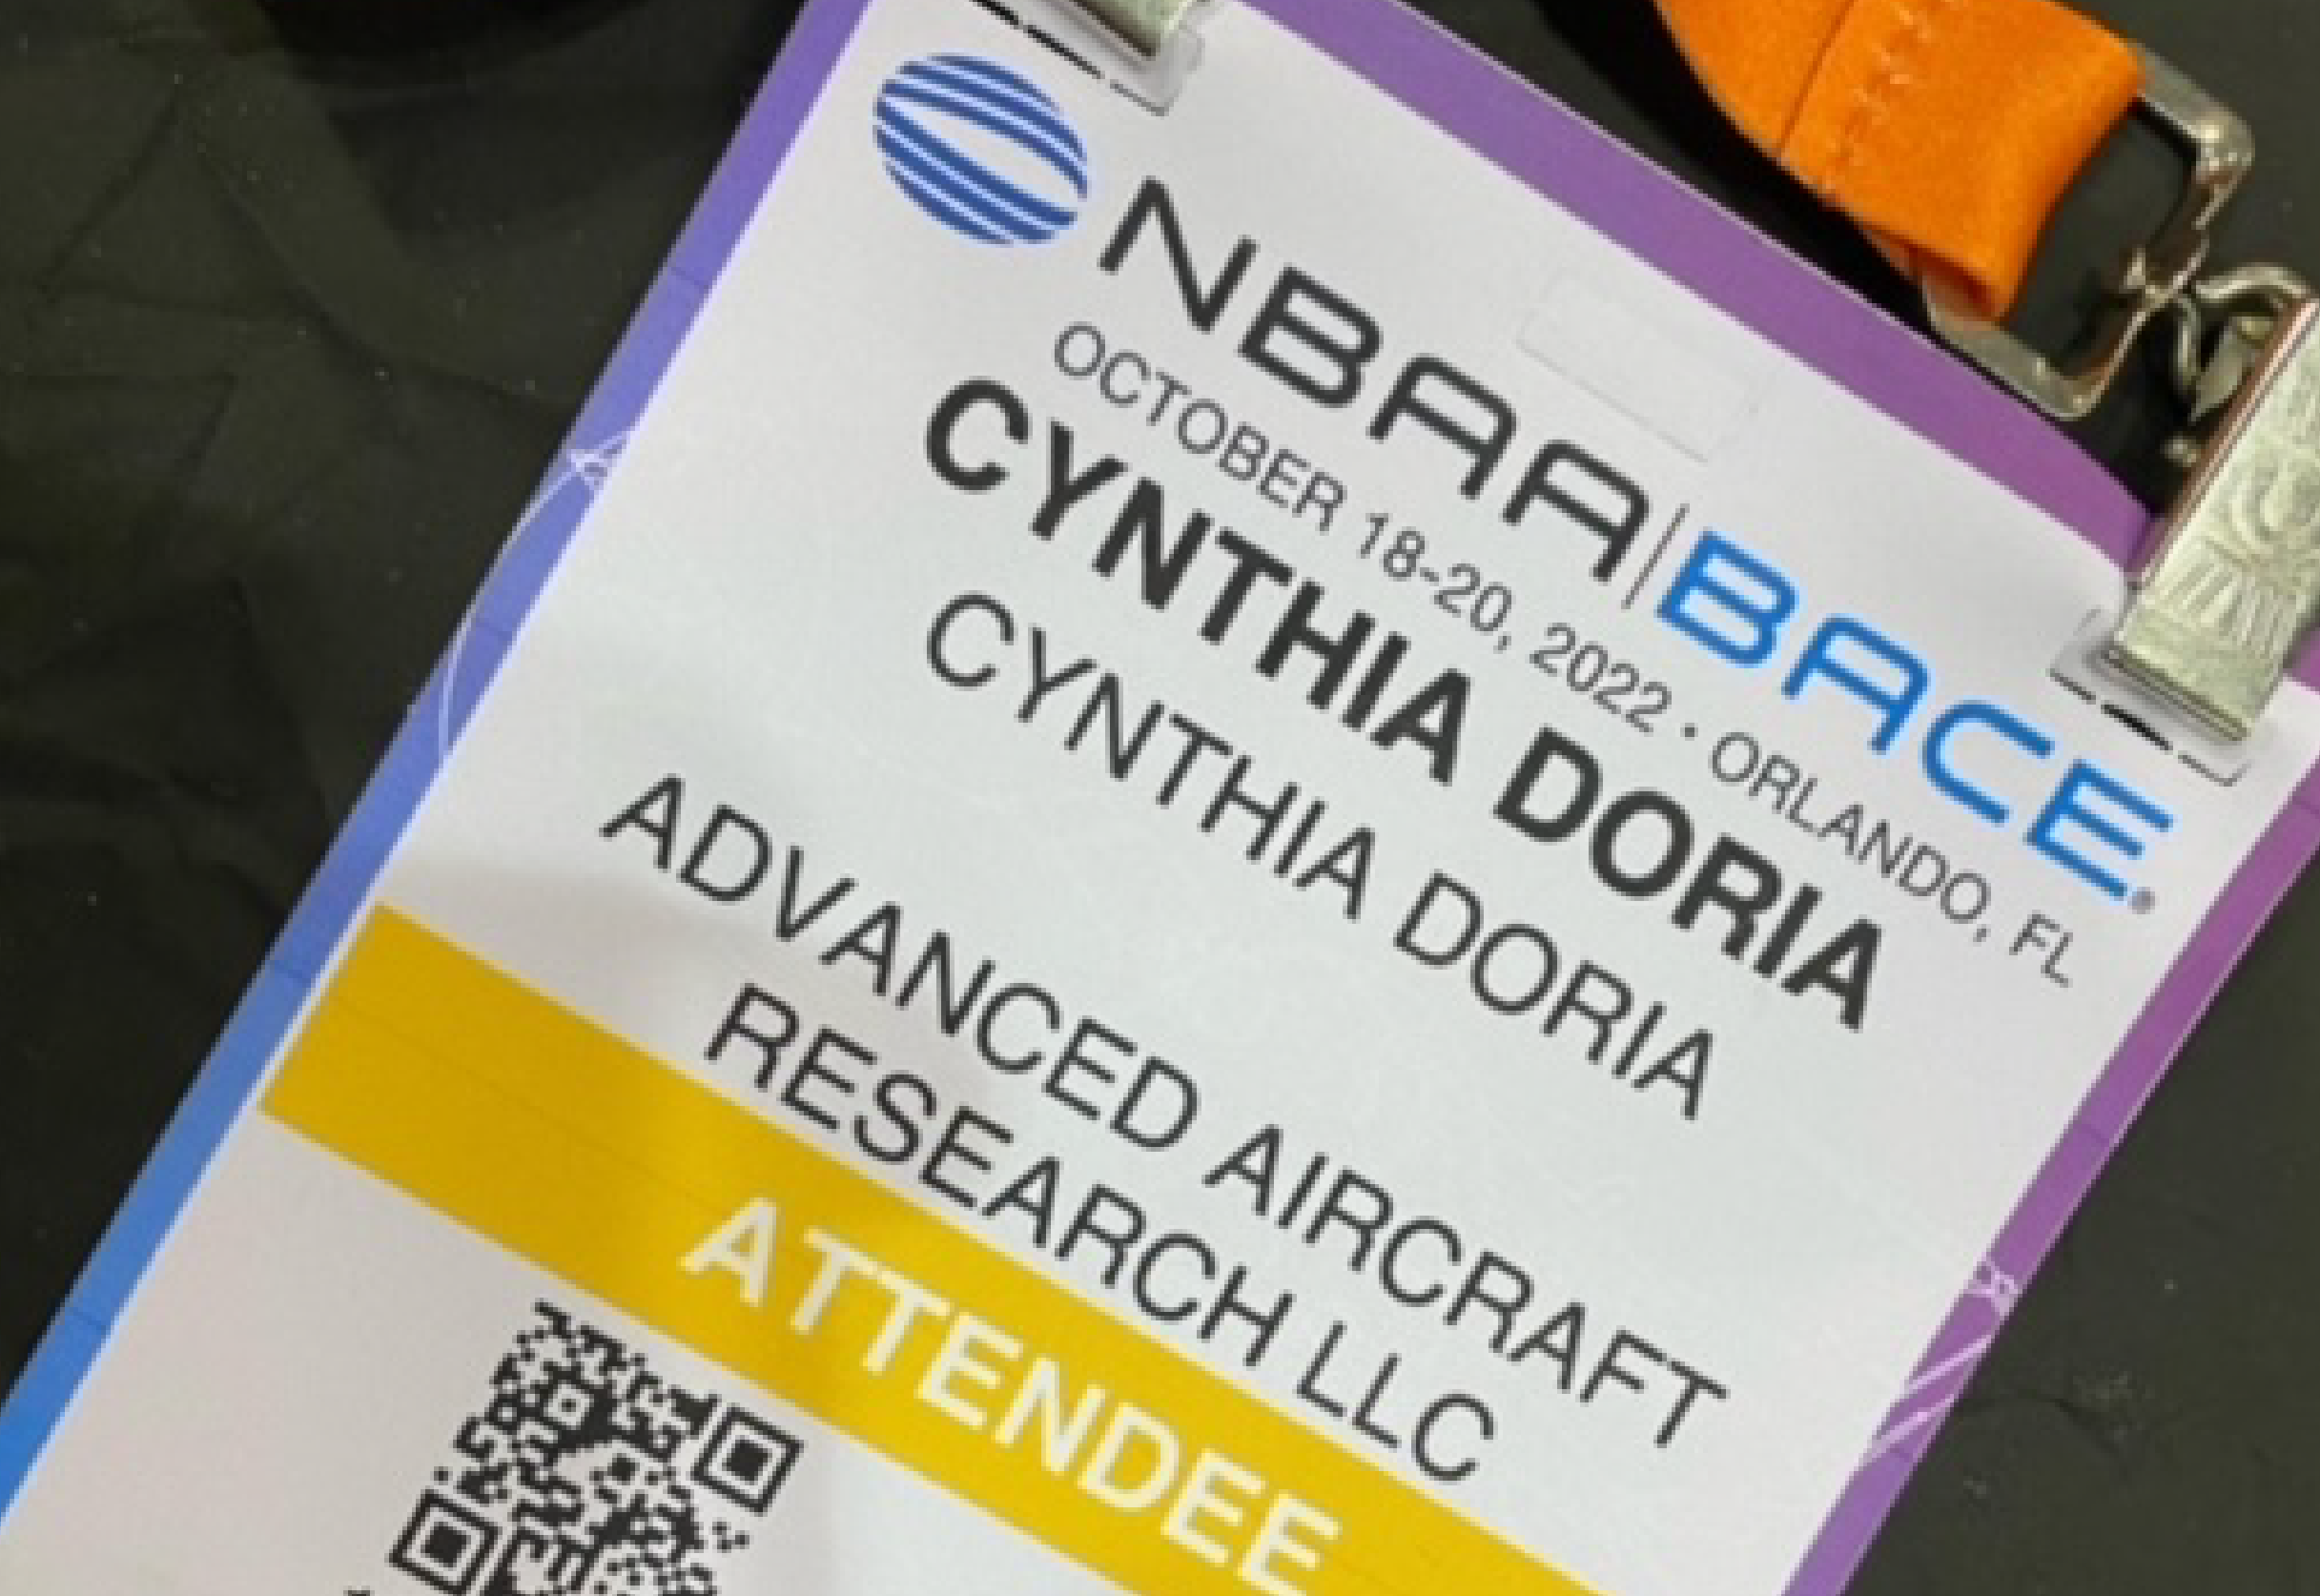 NBAA | BACE®
OCTOBER 18-20, 2022 · ORLANDO, FL
CYNTHIA DORIA
CYNTHIA DORIA
ADVANCED AIRCRAFT
RESEARCH LLC
ATTENDEE